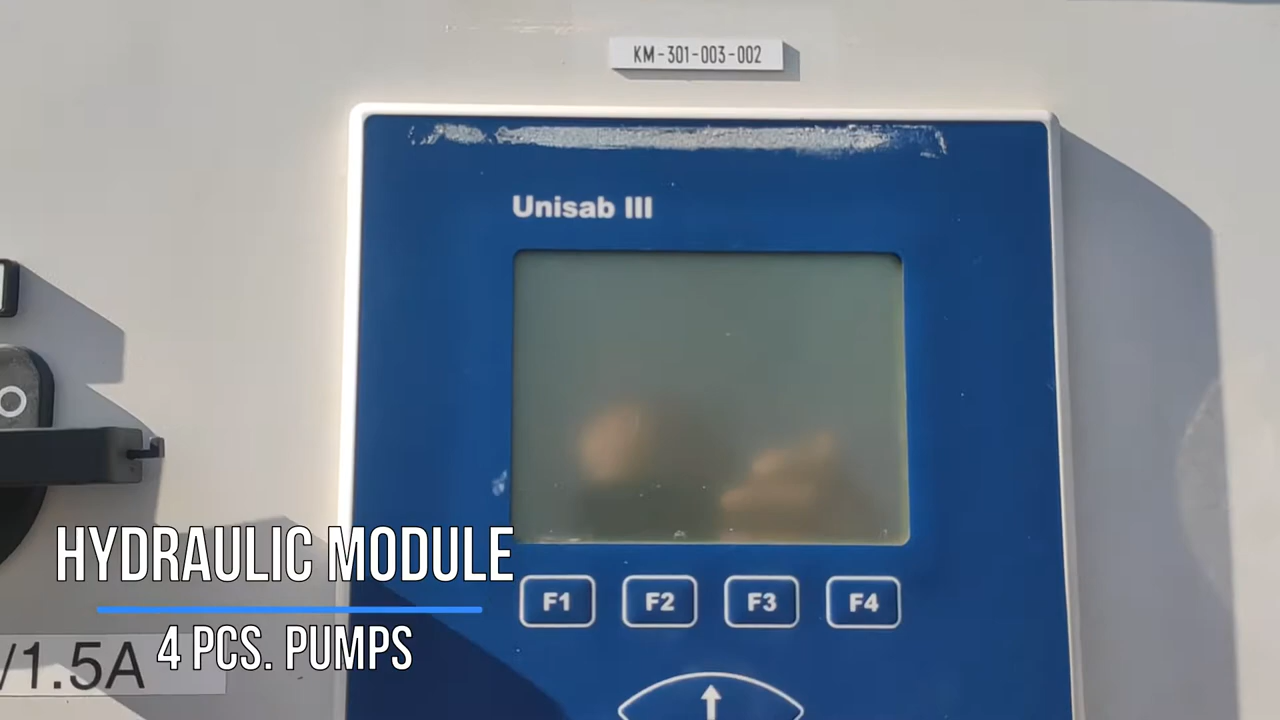 KM-301-003-002
Unisab III
HYDRAULIC MODULE
F1 F2 F3 F4
4 PCS. PUMPS
/1.5A